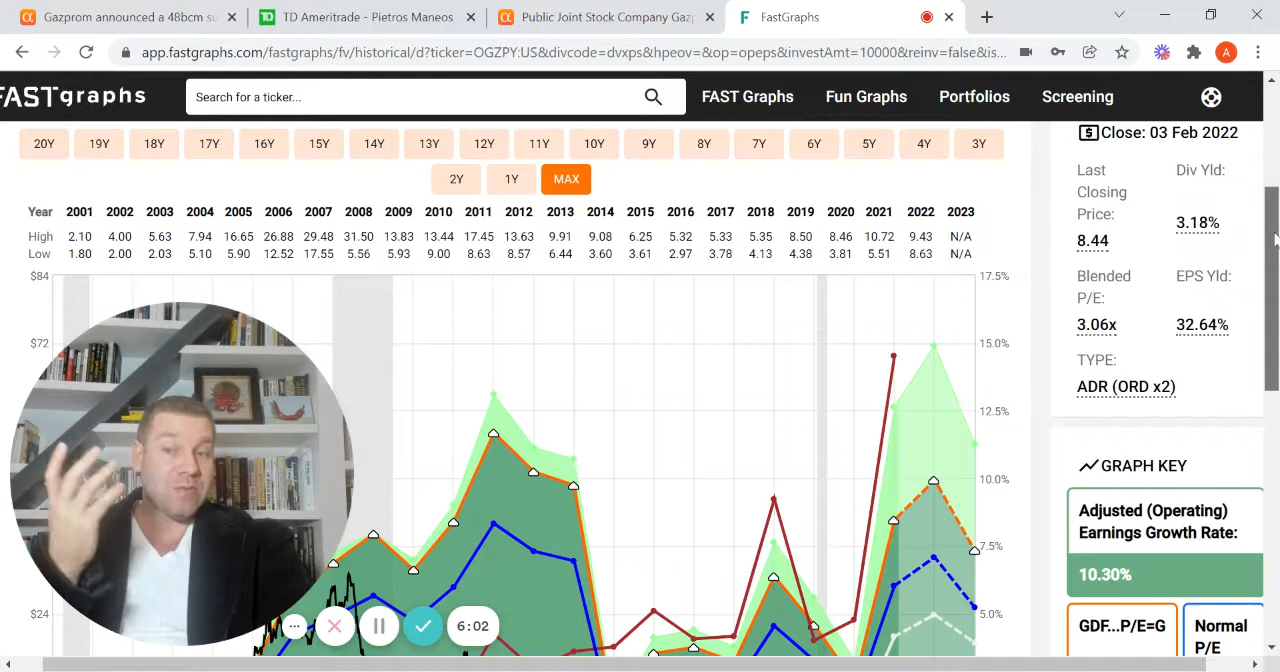 Gazprom announced a 48bcm su
TD Ameritrade - Pietros Maneos
Public Joint Stock Company Gazp
FastGraphs
app.fastgraphs.com/fastgraphs/fv/historical/d?ticker=OGZPY:US&divcode=dvxps&hpeov=&op=opeps&investAmt=10000&reinv=false&is...
A
FASTgraphs
Search for a ticker...
FAST Graphs
Fun Graphs
Portfolios
Screening
20Y 19Y 18Y 17Y 16Y 15Y 14Y 13Y 12Y 11Y 10Y 9Y 8Y 7Y 6Y 5Y 4Y 3Y
2Y 1Y MAX
Year 2001 2002 2003 2004 2005 2006 2007 2008 2009 2010 2011 2012 2013 2014 2015 2016 2017 2018 2019 2020 2021 2022 2023
High 2.10 4.00 5.63 7.94 16.65 26.88 29.48 31.50 13.83 13.44 17.45 13.63 9.91 9.08 6.25 5.32 5.33 5.35 8.50 8.46 10.72 9.43 N/A
Low 1.80 2.00 2.03 5.10 5.90 12.52 17.55 5.56 5.93 9.00 8.63 8.57 6.44 3.60 3.61 2.97 3.78 4.13 4.38 3.81 5.51 8.63 N/A
$84
$72
$24
17.5%
15.0%
12.5%
10.0%
7.5%
5.0%
6:02
Close: 03 Feb 2022
Last
Closing
Price:
8.44
Div Yld:
3.18%
Blended
P/E:
3.06x
EPS Yld:
32.64%
TYPE:
ADR (ORD x2)
GRAPH KEY
Adjusted (Operating)
Earnings Growth Rate:
10.30%
GDF...P/E=G
Normal
P/E